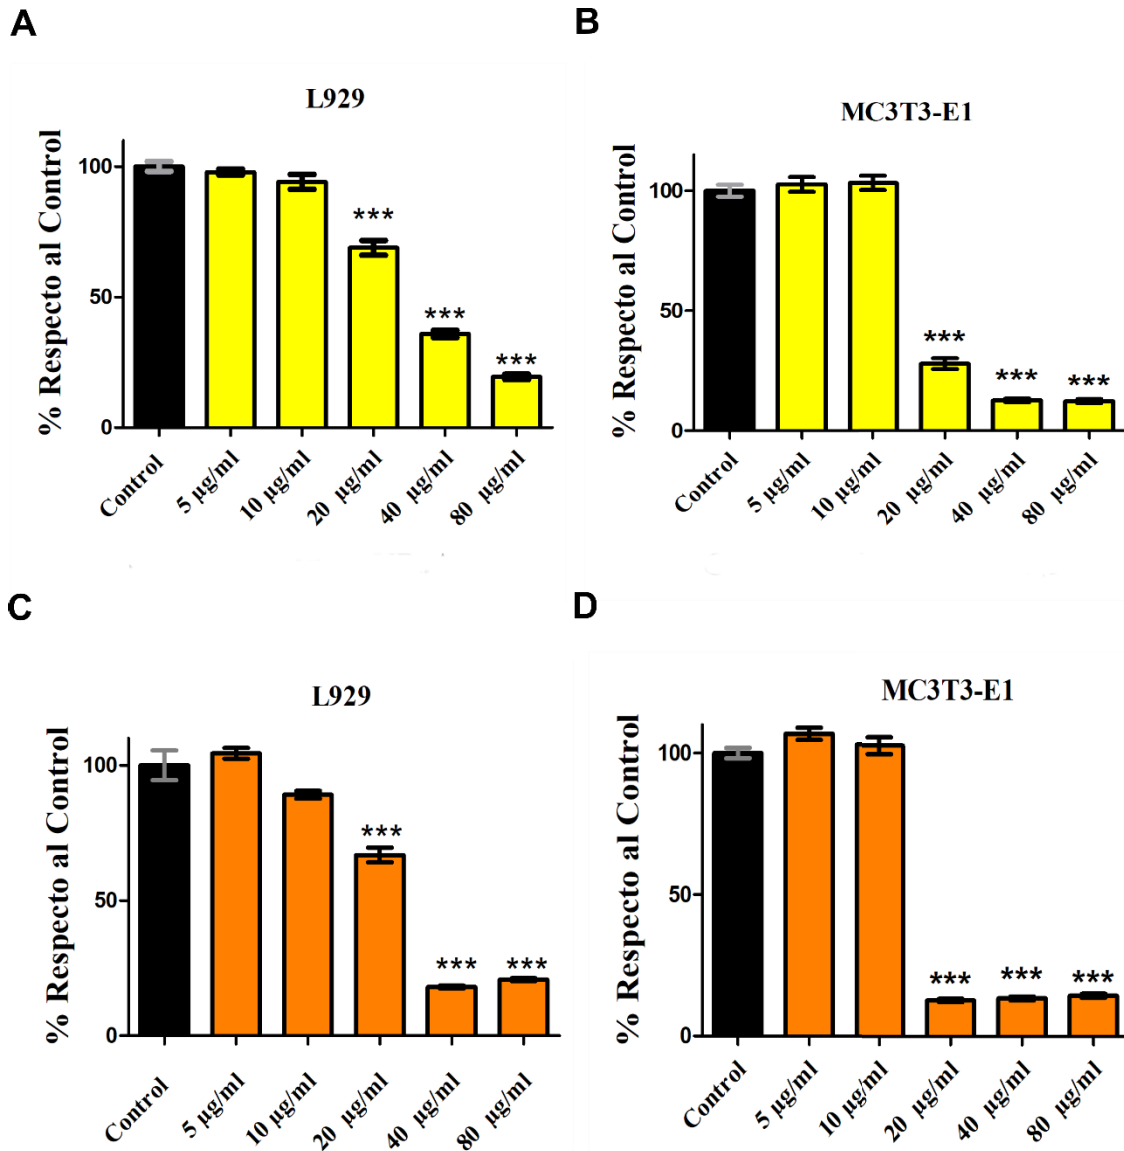 A
L929
% Respecto al Control
100
50
0
***
***
***
Control
5 µg/ml
10 µg/ml
20 µg/ml
40 µg/ml
80 µg/ml
B
MC3T3-E1
% Respecto al Control
100
50
0
***
***
***
Control
5 µg/ml
10 µg/ml
20 µg/ml
40 µg/ml
80 µg/ml
C
L929
% Respecto al Control
100
50
0
***
***
***
Control
5 µg/ml
10 µg/ml
20 µg/ml
40 µg/ml
80 µg/ml
D
MC3T3-E1
% Respecto al Control
100
50
0
***
***
***
Control
5 µg/ml
10 µg/ml
20 µg/ml
40 µg/ml
80 µg/ml